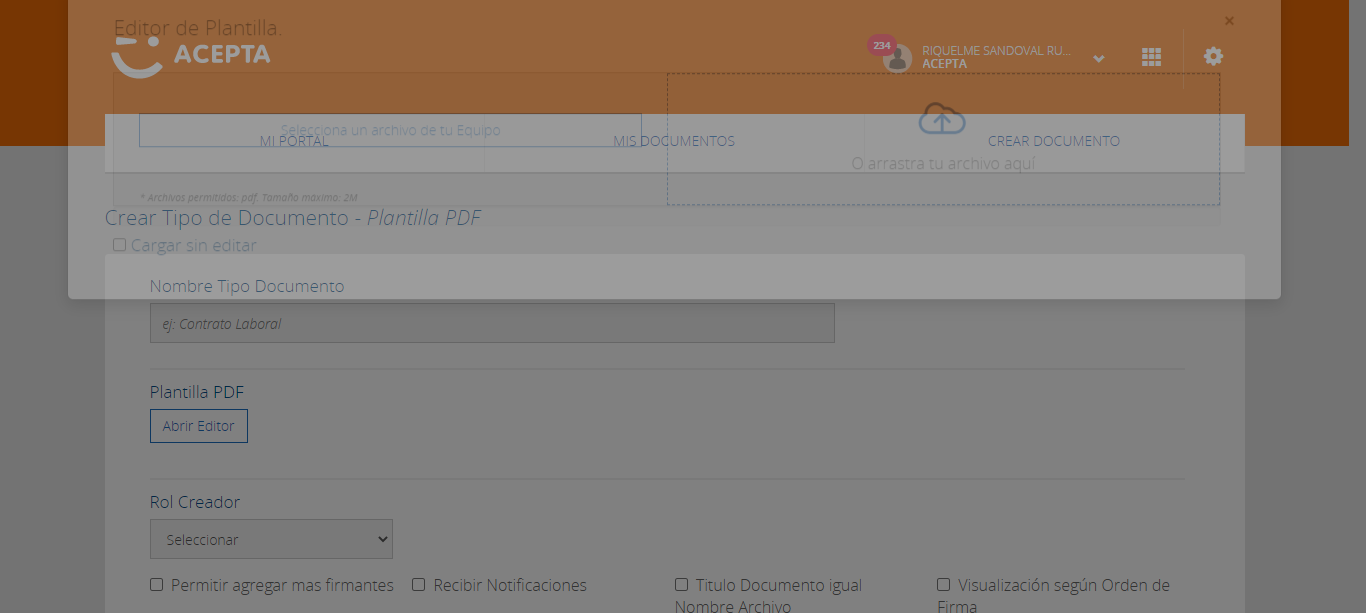 Editor de Plantilla.
×
ACEPTA
234
RIQUELME SANDOVAL RU...
ACEPTA
Selecciona un archivo de tu Equipo
MI PORTAL
MIS DOCUMENTOS
CREAR DOCUMENTO
O arrastra tu archivo aquí
* Archivos permitidos: pdf. Tamaño máximo: 2M
Crear Tipo de Documento - Plantilla PDF
Cargar sin editar
Nombre Tipo Documento
ej: Contrato Laboral
Plantilla PDF
Abrir Editor
Rol Creador
Seleccionar
Permitir agregar mas firmantes
Recibir Notificaciones
Titulo Documento igual
Nombre Archivo
Visualización según Orden de
Firma